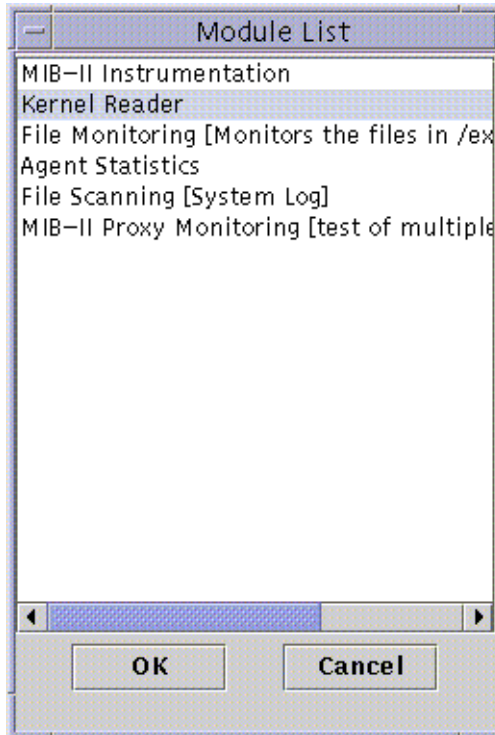 Module List
MIB-II Instrumentation
Kernel Reader
File Monitoring [Monitors the files in /ex
Agent Statistics
File Scanning [System Log]
MIB-II Proxy Monitoring [test of multiple
OK
Cancel